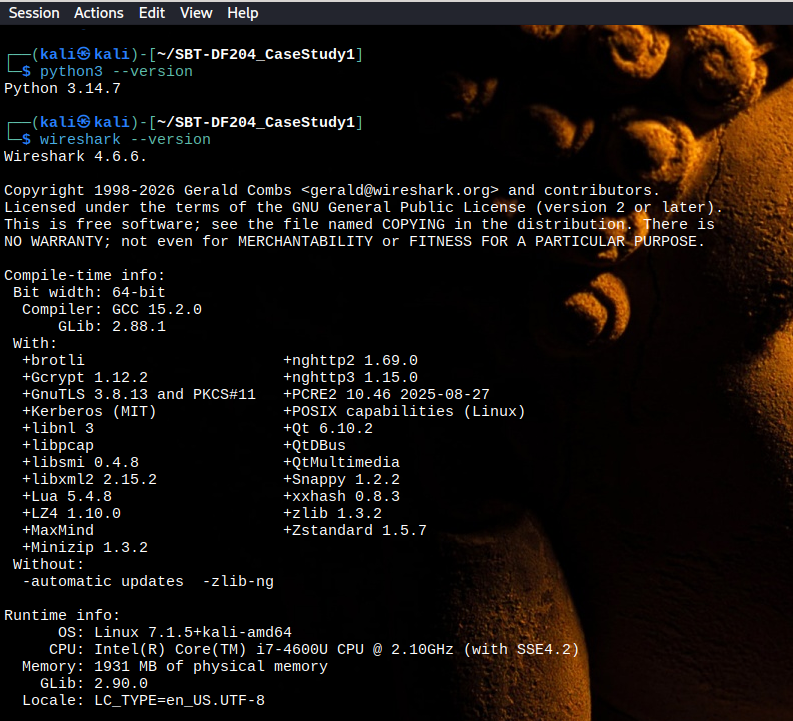 Session Actions Edit View Help
┌──(kali㉿kali)-[~/SBT-DF204_CaseStudy1]
└─$ python3 --version
Python 3.14.7
┌──(kali㉿kali)-[~/SBT-DF204_CaseStudy1]
└─$ wireshark --version
Wireshark 4.6.6.
Copyright 1998-2026 Gerald Combs <gerald@wireshark.org> and contributors.
Licensed under the terms of the GNU General Public License (version 2 or later).
This is free software; see the file named COPYING in the distribution. There is
NO WARRANTY; not even for MERCHANTABILITY or FITNESS FOR A PARTICULAR PURPOSE.
Compile-time info:
 Bit width: 64-bit
  Compiler: GCC 15.2.0
      GLib: 2.88.1
 With:
  +brotli                      +nghttp2 1.69.0
  +Gcrypt 1.12.2               +nghttp3 1.15.0
  +GnuTLS 3.8.13 and PKCS#11   +PCRE2 10.46 2025-08-27
  +Kerberos (MIT)              +POSIX capabilities (Linux)
  +libnl 3                     +Qt 6.10.2
  +libpcap                     +QtDBus
  +libsmi 0.4.8                +QtMultimedia
  +libxml2 2.15.2              +Snappy 1.2.2
  +Lua 5.4.8                   +xxhash 0.8.3
  +LZ4 1.10.0                  +zlib 1.3.2
  +MaxMind                     +Zstandard 1.5.7
  +Minizip 1.3.2
 Without:
  -automatic updates  -zlib-ng
Runtime info:
      OS: Linux 7.1.5+kali-amd64
     CPU: Intel(R) Core(TM) i7-4600U CPU @ 2.10GHz (with SSE4.2)
  Memory: 1931 MB of physical memory
    GLib: 2.90.0
  Locale: LC_TYPE=en_US.UTF-8